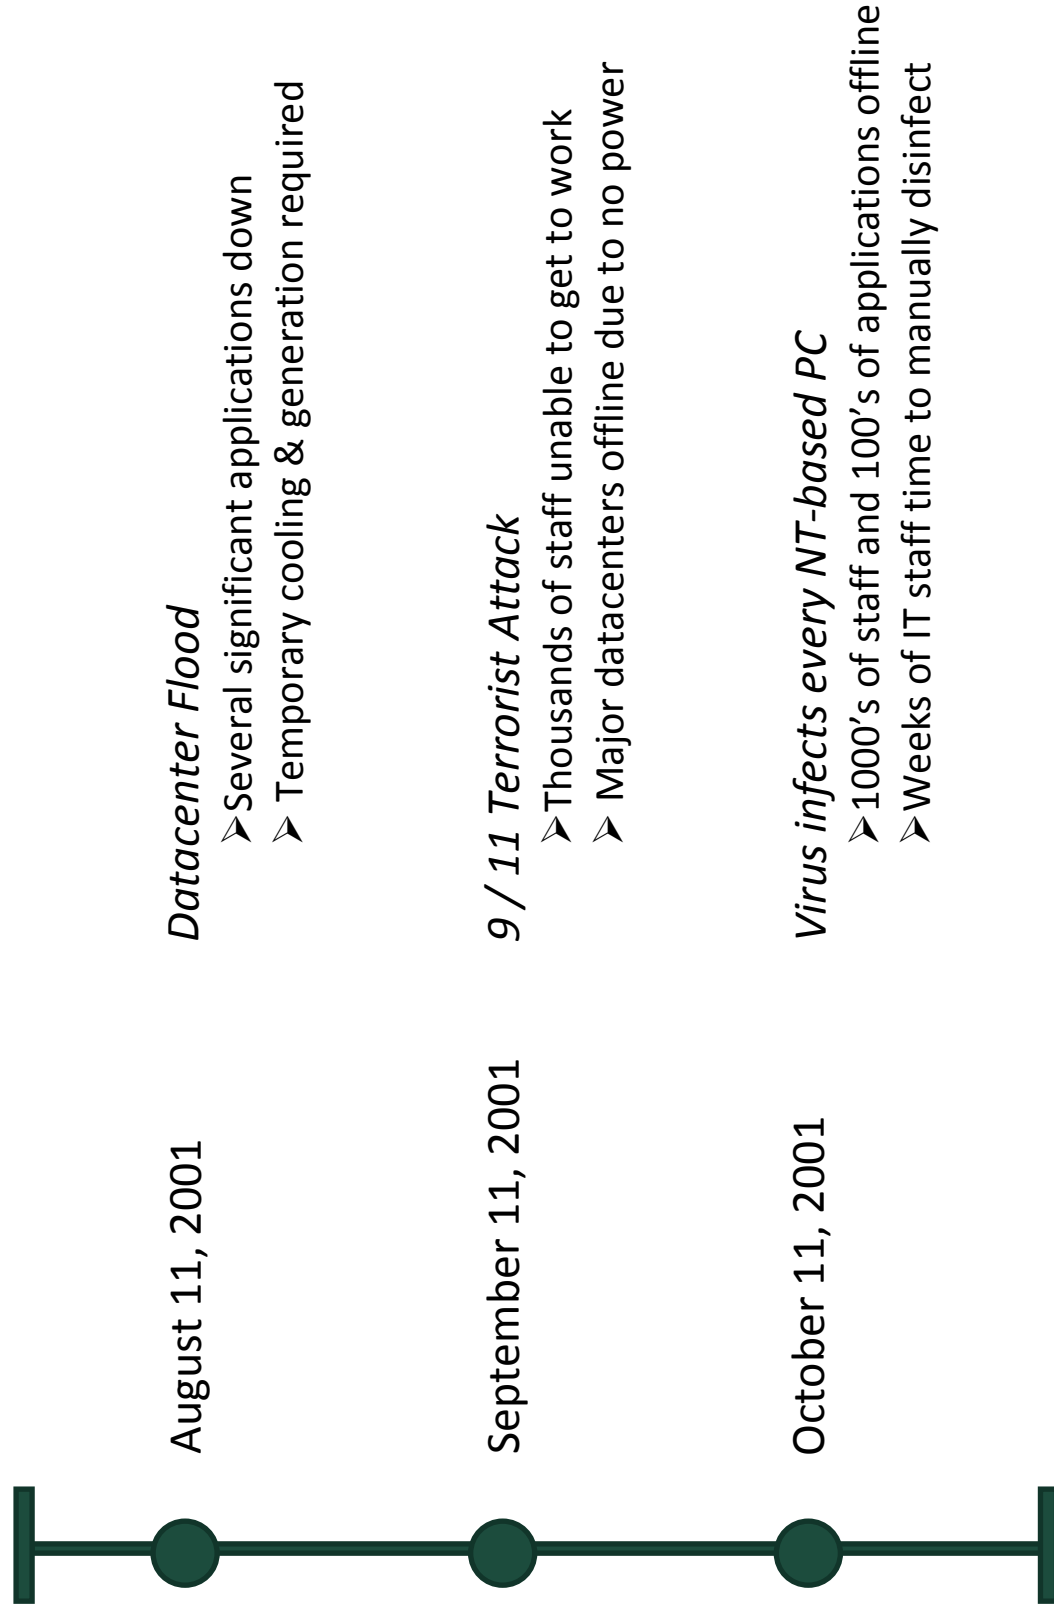 August 11, 2001
Datacenter Flood
➢Several significant applications down
➢ Temporary cooling & generation required
September 11, 2001
9 / 11 Terrorist Attack
➢Thousands of staff unable to get to work
➢ Major datacenters offline due to no power
October 11, 2001
Virus infects every NT-based PC
➢1000’s of staff and 100’s of applications offline
➢Weeks of IT staff time to manually disinfect